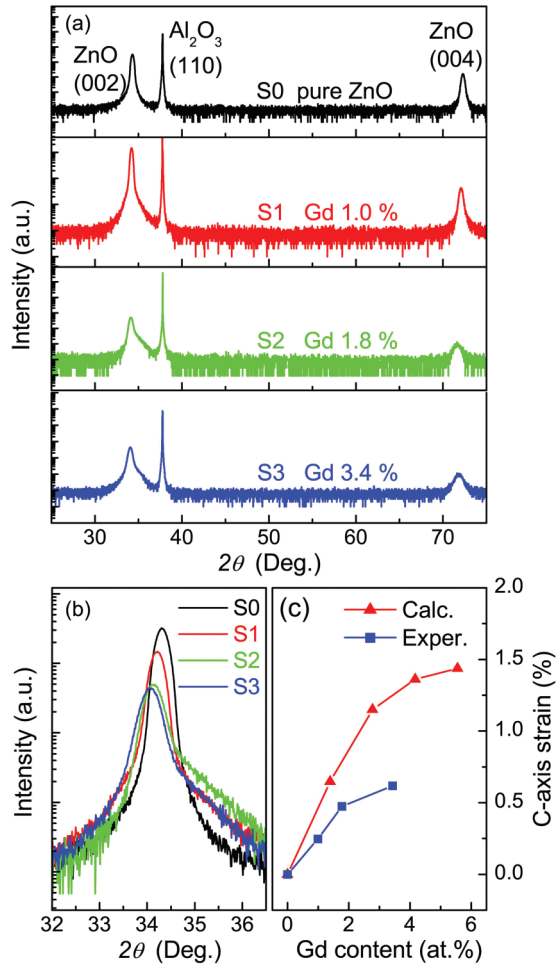 (a)
ZnO
(002)
Al₂O₃
(110)
ZnO
(004)
S0 pure ZnO
S1 Gd 1.0 %
S2 Gd 1.8 %
S3 Gd 3.4 %
Intensity (a.u.)
30 40 50 60 70
2θ (Deg.)
(b)
S0
S1
S2
S3
Intensity (a.u.)
32 33 34 35 36
2θ (Deg.)
(c)
Calc.
Exper.
2.0
1.5
1.0
0.5
0.0
C-axis strain (%)
0 2 4 6
Gd content (at.%)